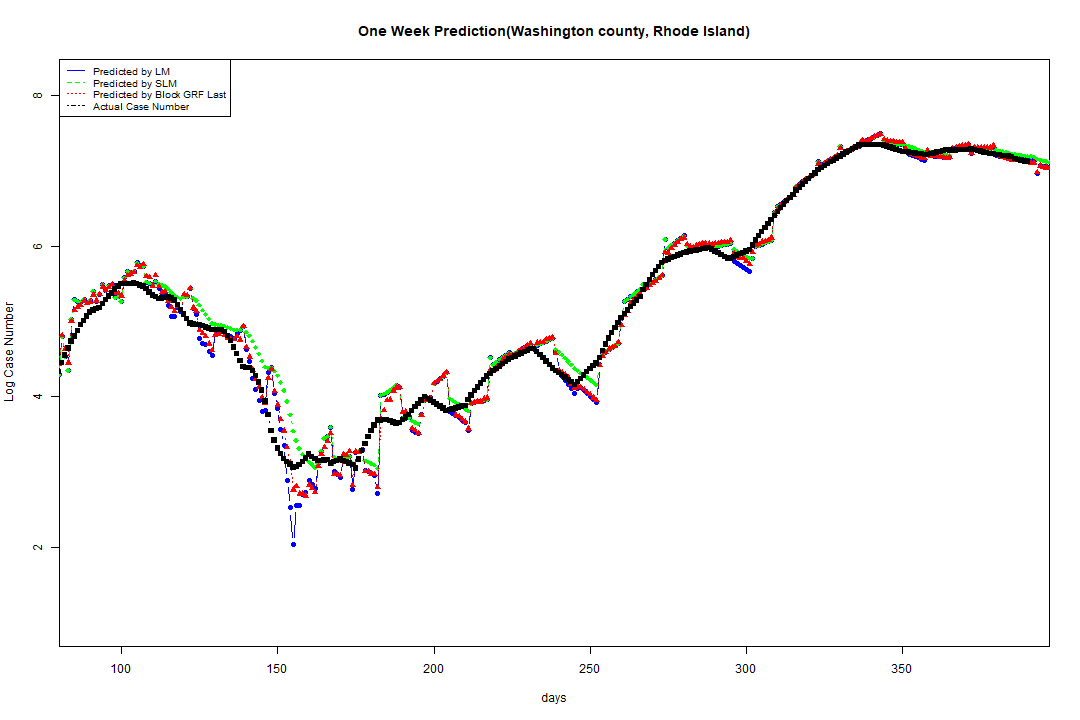 One Week Prediction(Washington county, Rhode Island)
Predicted by LM
Predicted by SLM
Predicted by Block GRF Last
Actual Case Number
8
6
4
2
Log Case Number
100 150 200 250 300 350
days